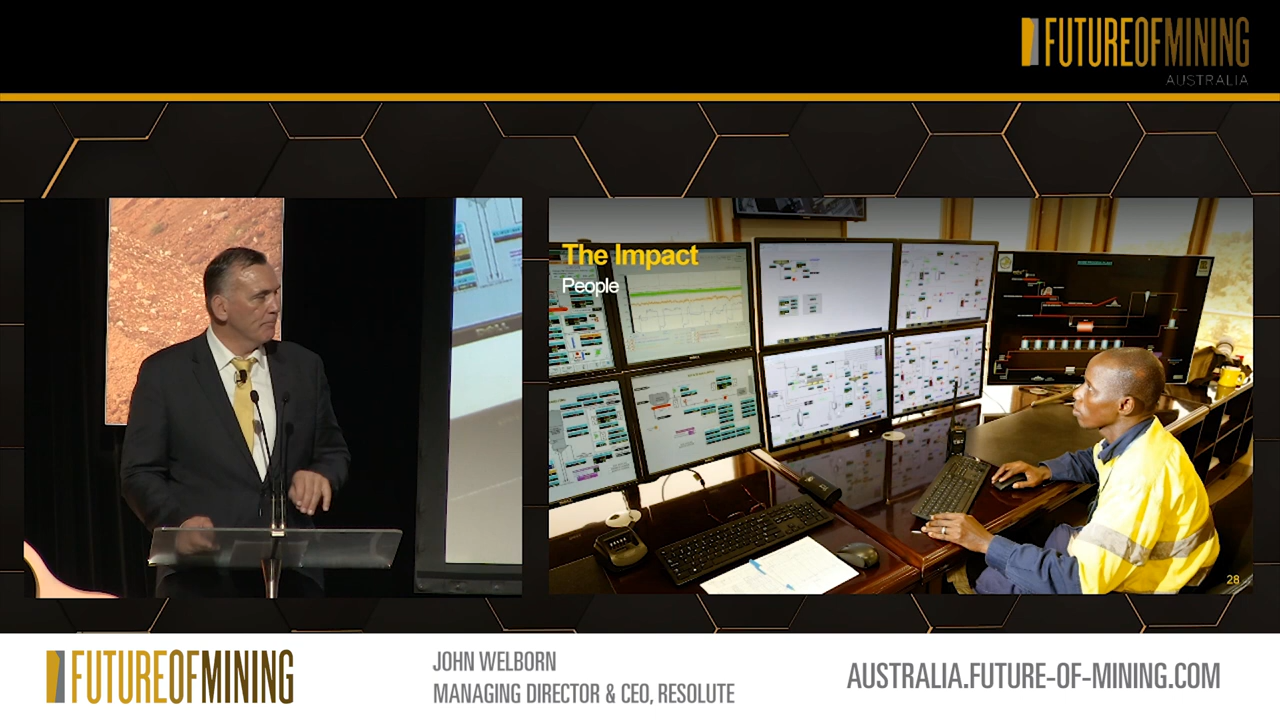 FUTUREOFMINING
AUSTRALIA
The Impact
People
28
FUTUREOFMINING
JOHN WELBORN
MANAGING DIRECTOR & CEO, RESOLUTE
AUSTRALIA.FUTURE-OF-MINING.COM